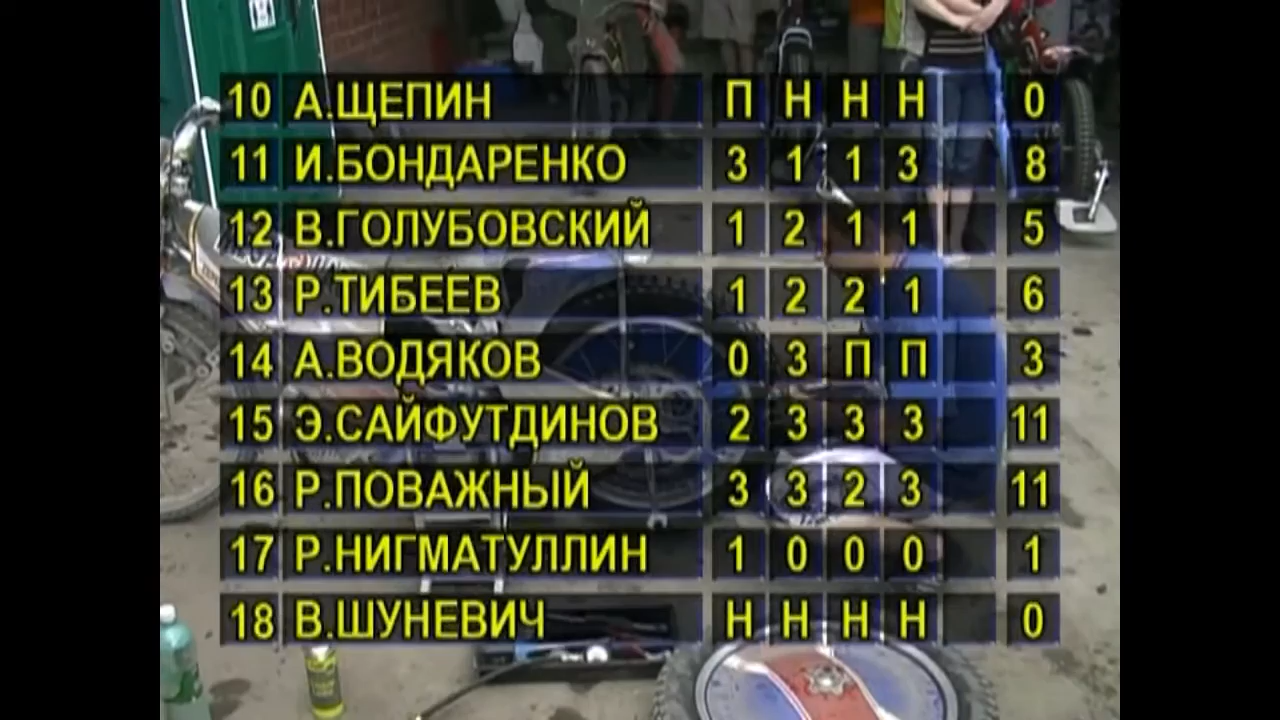 10 А.ЩЕПИН П Н Н Н 0
11 И.БОНДАРЕНКО 3 1 1 3 8
12 В.ГОЛУБОВСКИЙ 1 2 1 1 5
13 Р.ТИБЕЕВ 1 2 2 1 6
14 А.ВОДЯКОВ 0 3 П П 3
15 Э.САЙФУТДИНОВ 2 3 3 3 11
16 Р.ПОВАЖНЫЙ 3 3 2 3 11
17 Р.НИГМАТУЛЛИН 1 0 0 0 1
18 В.ШУНЕВИЧ Н Н Н Н 0